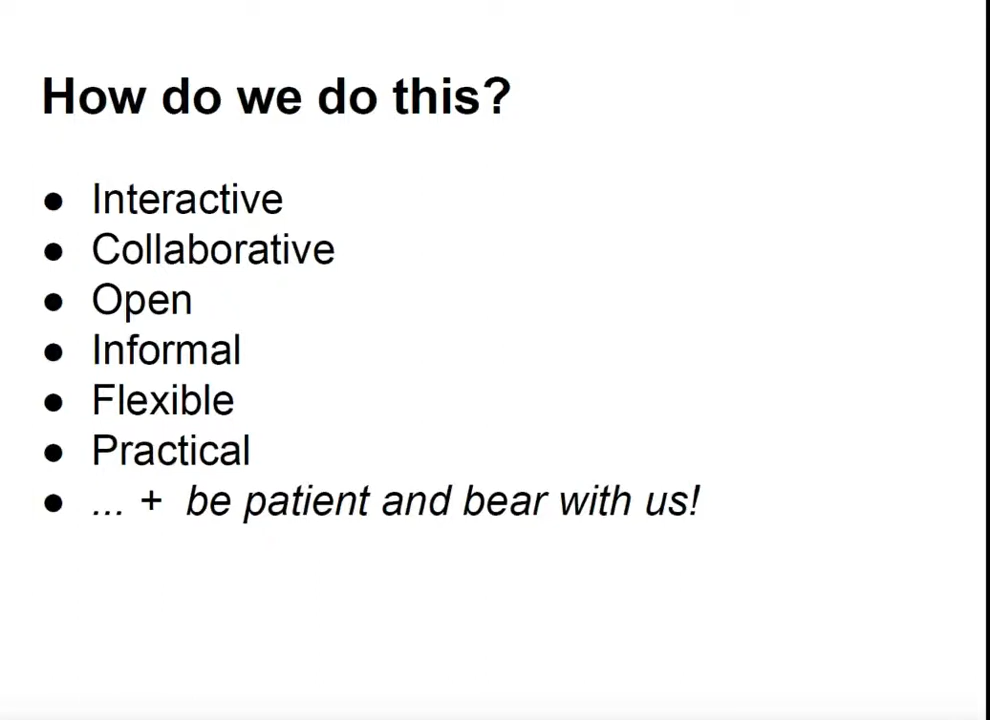 How do we do this?
● Interactive
● Collaborative
● Open
● Informal
● Flexible
● Practical
● ... + be patient and bear with us!